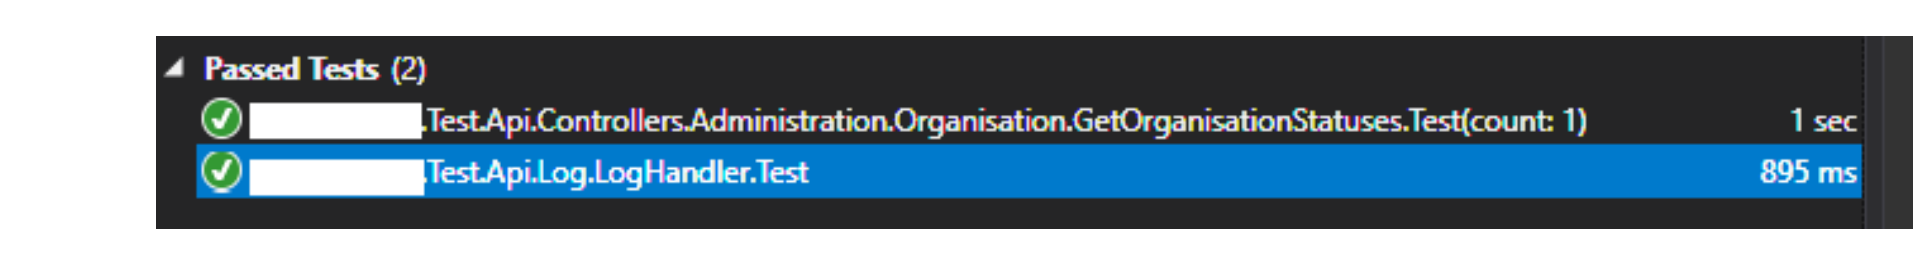 Passed Tests (2)
.Test.Api.Controllers.Administration.Organisation.GetOrganisationStatuses.Test(count: 1) 1 sec
.Test.Api.Log.LogHandler.Test 895 ms